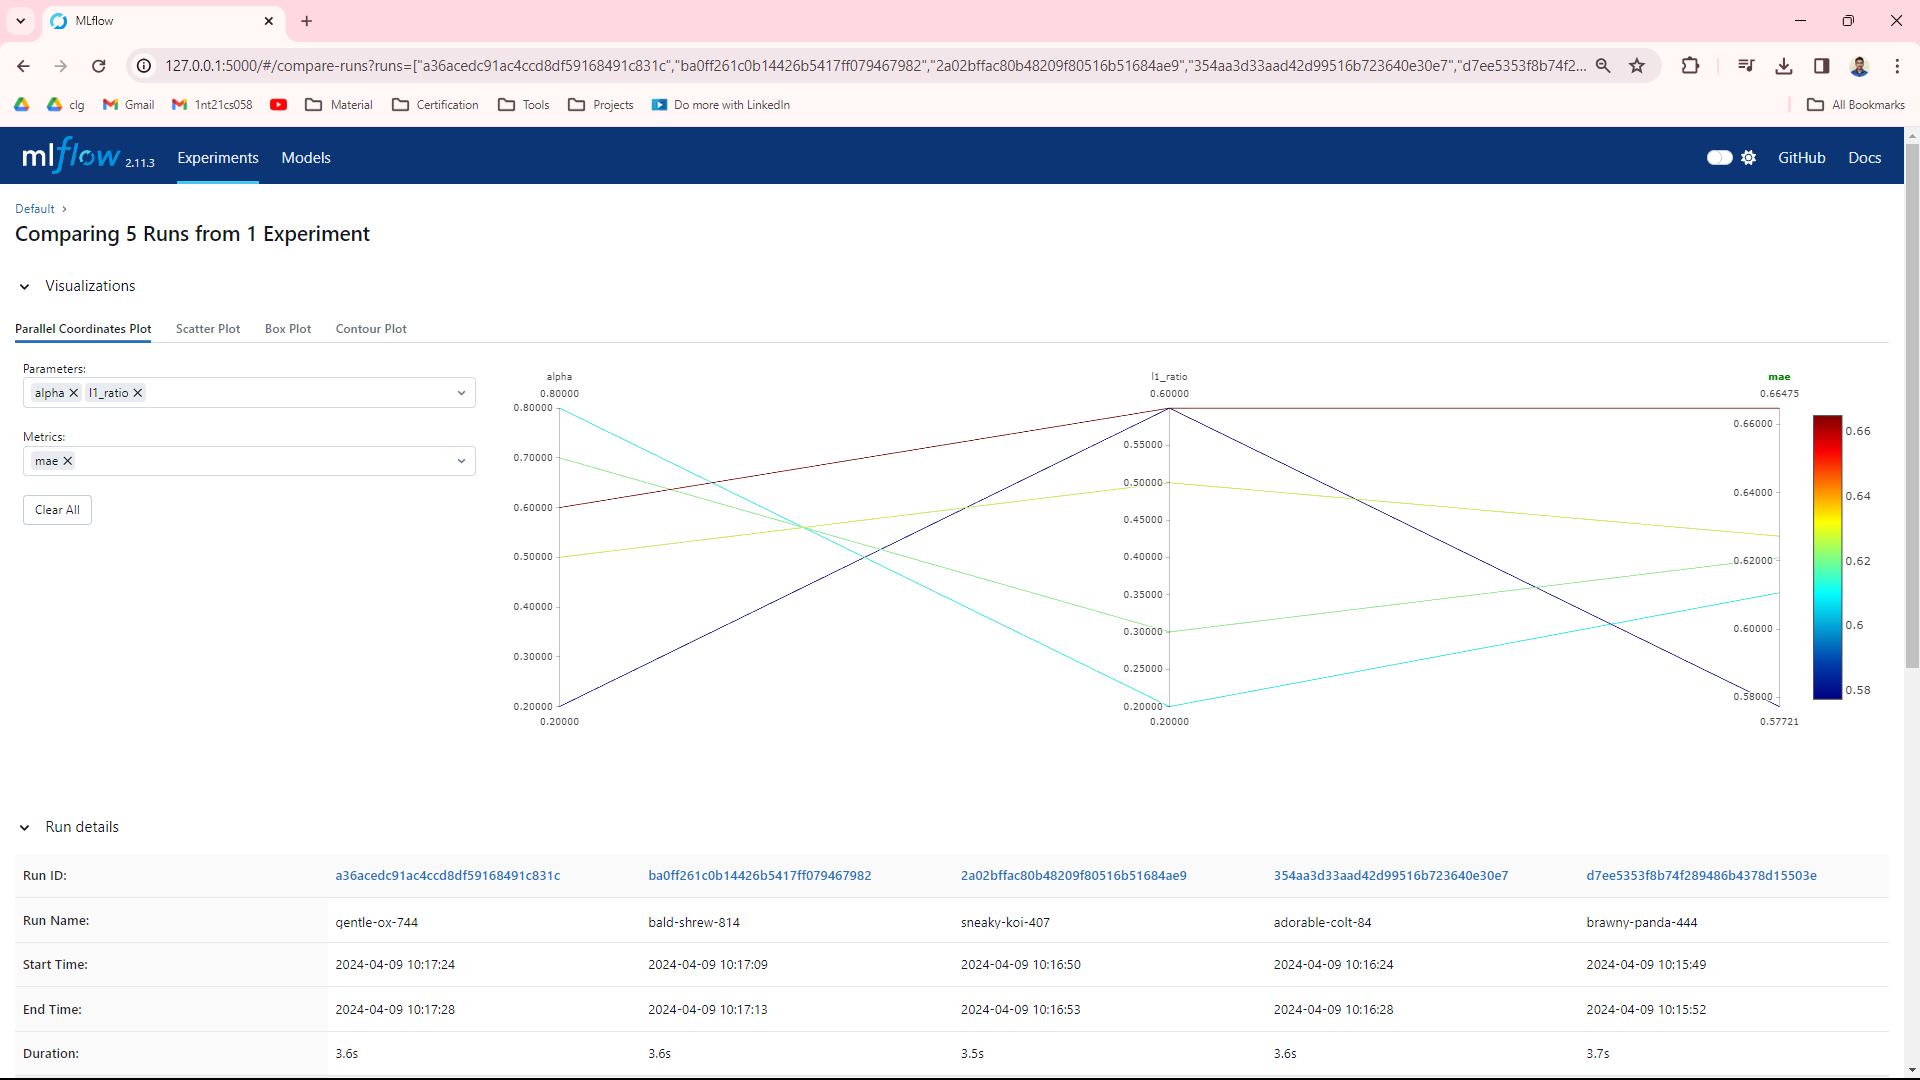 MLflow
127.0.0.1:5000/#/compare-runs?runs=["a36acedc91ac4ccd8df59168491c831c","ba0ff261c0b14426b5417ff079467982","2a02bffac80b48209f80516b51684ae9","354aa3d33aad42d99516b723640e30e7","d7ee5353f8b74f2...
clg Gmail 1nt21cs058 Material Certification Tools Projects Do more with LinkedIn All Bookmarks
mlflow 2.11.3 Experiments Models GitHub Docs
Default >
Comparing 5 Runs from 1 Experiment
Visualizations
Parallel Coordinates Plot Scatter Plot Box Plot Contour Plot
Parameters:
alpha l1_ratio
Metrics:
mae
Clear All
alpha
0.80000
0.80000
0.70000
0.60000
0.50000
0.40000
0.30000
0.20000
0.20000
l1_ratio
0.60000
0.55000
0.50000
0.45000
0.40000
0.35000
0.30000
0.25000
0.20000
0.20000
mae
0.66475
0.66000
0.64000
0.62000
0.60000
0.58000
0.57721
0.66
0.64
0.62
0.6
0.58
Run details
Run ID: a36acedc91ac4ccd8df59168491c831c ba0ff261c0b14426b5417ff079467982 2a02bffac80b48209f80516b51684ae9 354aa3d33aad42d99516b723640e30e7 d7ee5353f8b74f289486b4378d15503e
Run Name: gentle-ox-744 bald-shrew-814 sneaky-koi-407 adorable-colt-84 brawny-panda-444
Start Time: 2024-04-09 10:17:24 2024-04-09 10:17:09 2024-04-09 10:16:50 2024-04-09 10:16:24 2024-04-09 10:15:49
End Time: 2024-04-09 10:17:28 2024-04-09 10:17:13 2024-04-09 10:16:53 2024-04-09 10:16:28 2024-04-09 10:15:52
Duration: 3.6s 3.6s 3.5s 3.6s 3.7s